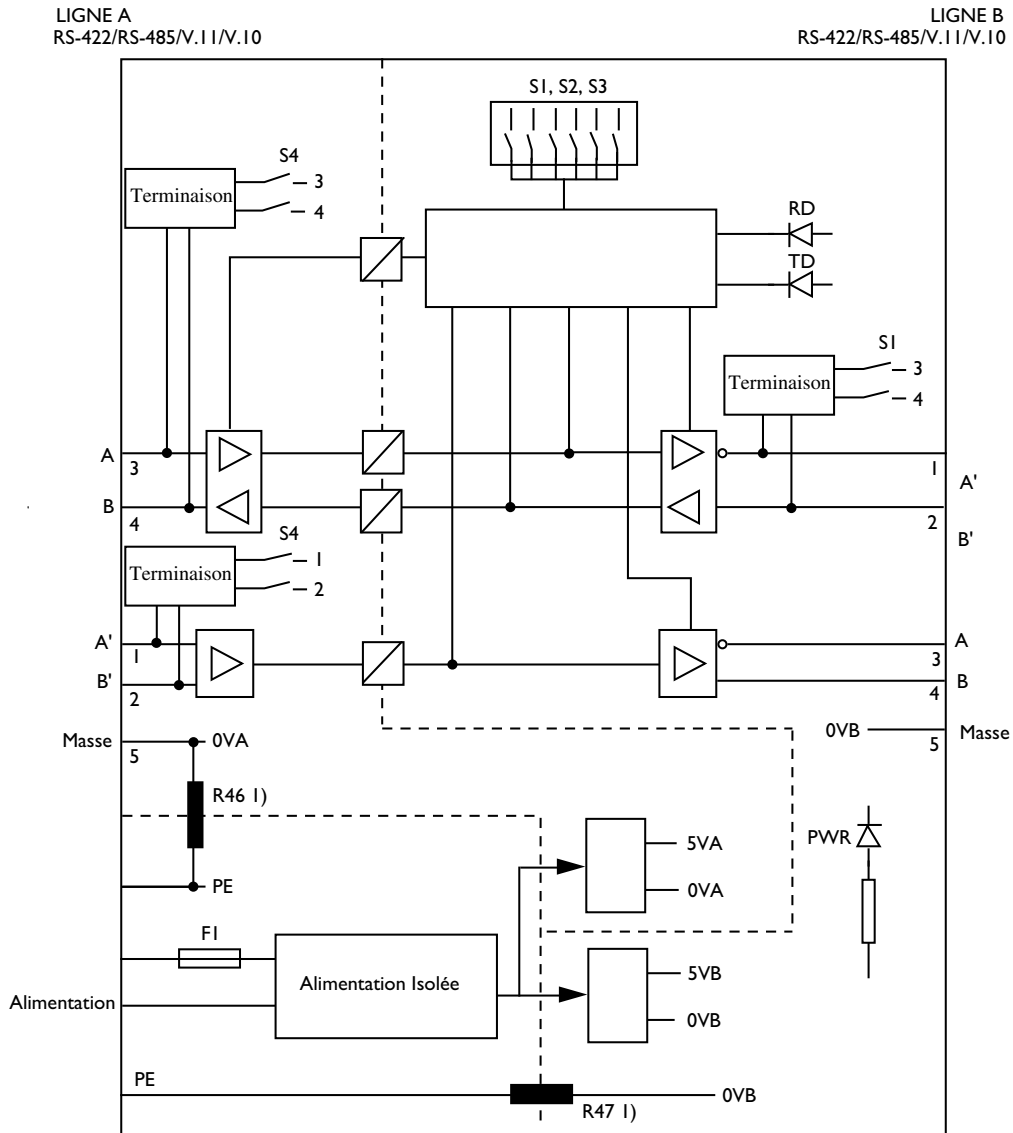 LIGNE A
RS-422/RS-485/V.11/V.10
LIGNE B
RS-422/RS-485/V.11/V.10
S1, S2, S3
S4
Terminaison
3
4
RD
TD
S1
Terminaison
3
4
A
3
1
A'
B
4
2
B'
S4
Terminaison
1
2
A'
1
A
3
B'
2
B
4
Masse
5
0VA
0VB
5
Masse
R46 1)
PWR
5VA
0VA
PE
F1
Alimentation Isolée
5VB
0VB
Alimentation
PE
0VB
R47 1)